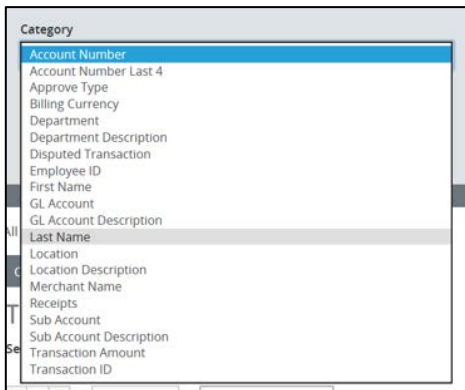 Category
Account Number
Account Number Last 4
Approve Type
Billing Currency
Department
Department Description
Disputed Transaction
Employee ID
First Name
GL Account
GL Account Description
All
Last Name
Location
Location Description
Merchant Name
Receipts
Sub Account
Sub Account Description
Se
Transaction Amount
Transaction ID